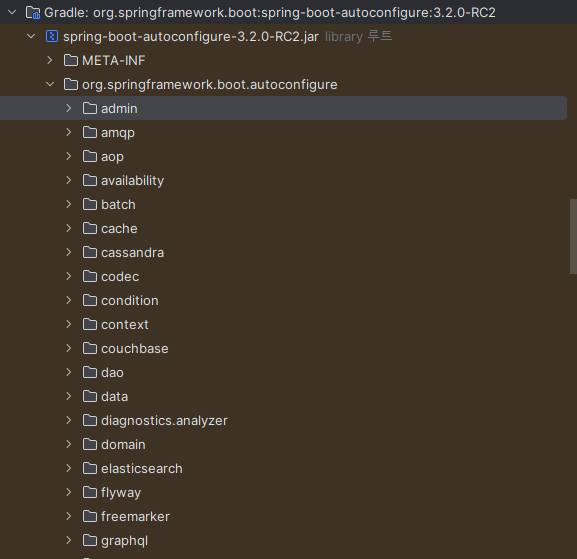 Gradle: org.springframework.boot:spring-boot-autoconfigure:3.2.0-RC2
spring-boot-autoconfigure-3.2.0-RC2.jar library 루트
META-INF
org.springframework.boot.autoconfigure
admin
amqp
aop
availability
batch
cache
cassandra
codec
condition
context
couchbase
dao
data
diagnostics.analyzer
domain
elasticsearch
flyway
freemarker
graphql